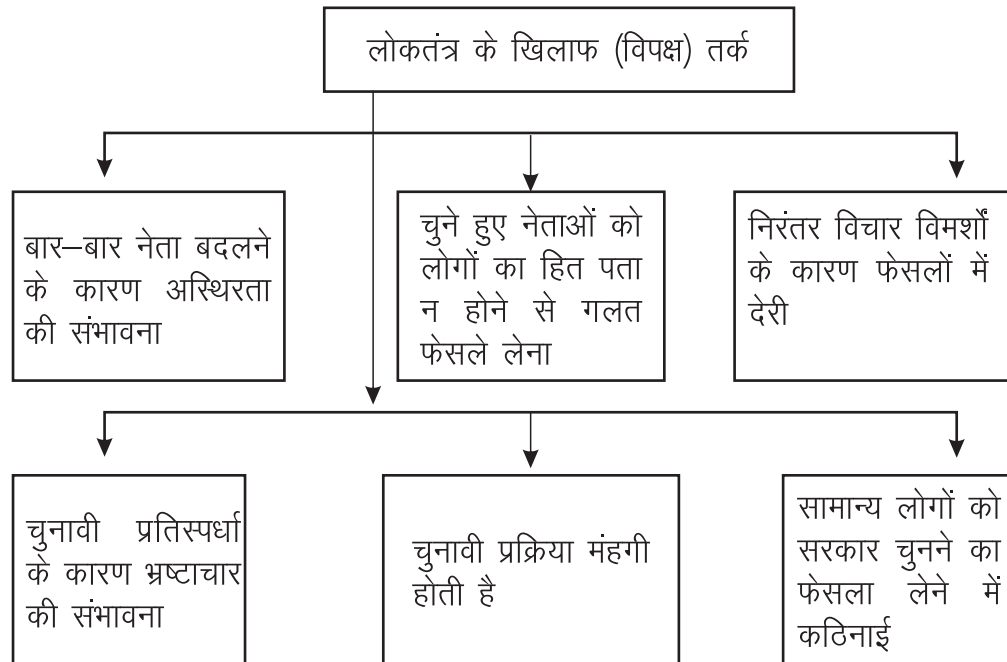 लोकतंत्र के खिलाफ (विपक्ष) तर्क
बार–बार नेता बदलने
के कारण अस्थिरता
की संभावना
चुने हुए नेताओं को
लोगों का हित पता
न होने से गलत
फेसले लेना
निरंतर विचार विमर्शों
के कारण फेसलों में
देरी
चुनावी प्रतिस्पर्धा
के कारण भ्रष्टाचार
की संभावना
चुनावी प्रक्रिया मंहगी
होती है
सामान्य लोगों को
सरकार चुनने का
फेसला लेने में
कठिनाई